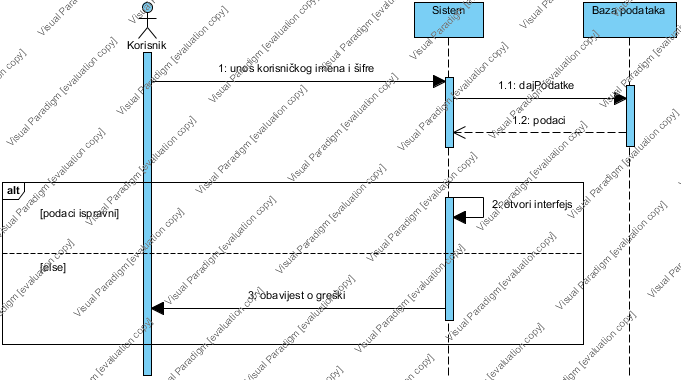 Sistem
Baza podataka
Korisnik
1: unos korisničkog imena i šifre
1.1: dajPodatke
1.2: podaci
alt
[podaci ispravni]
2: otvori interfejs
[else]
3: obavijest o greški
Visual Paradigm [evaluation copy]